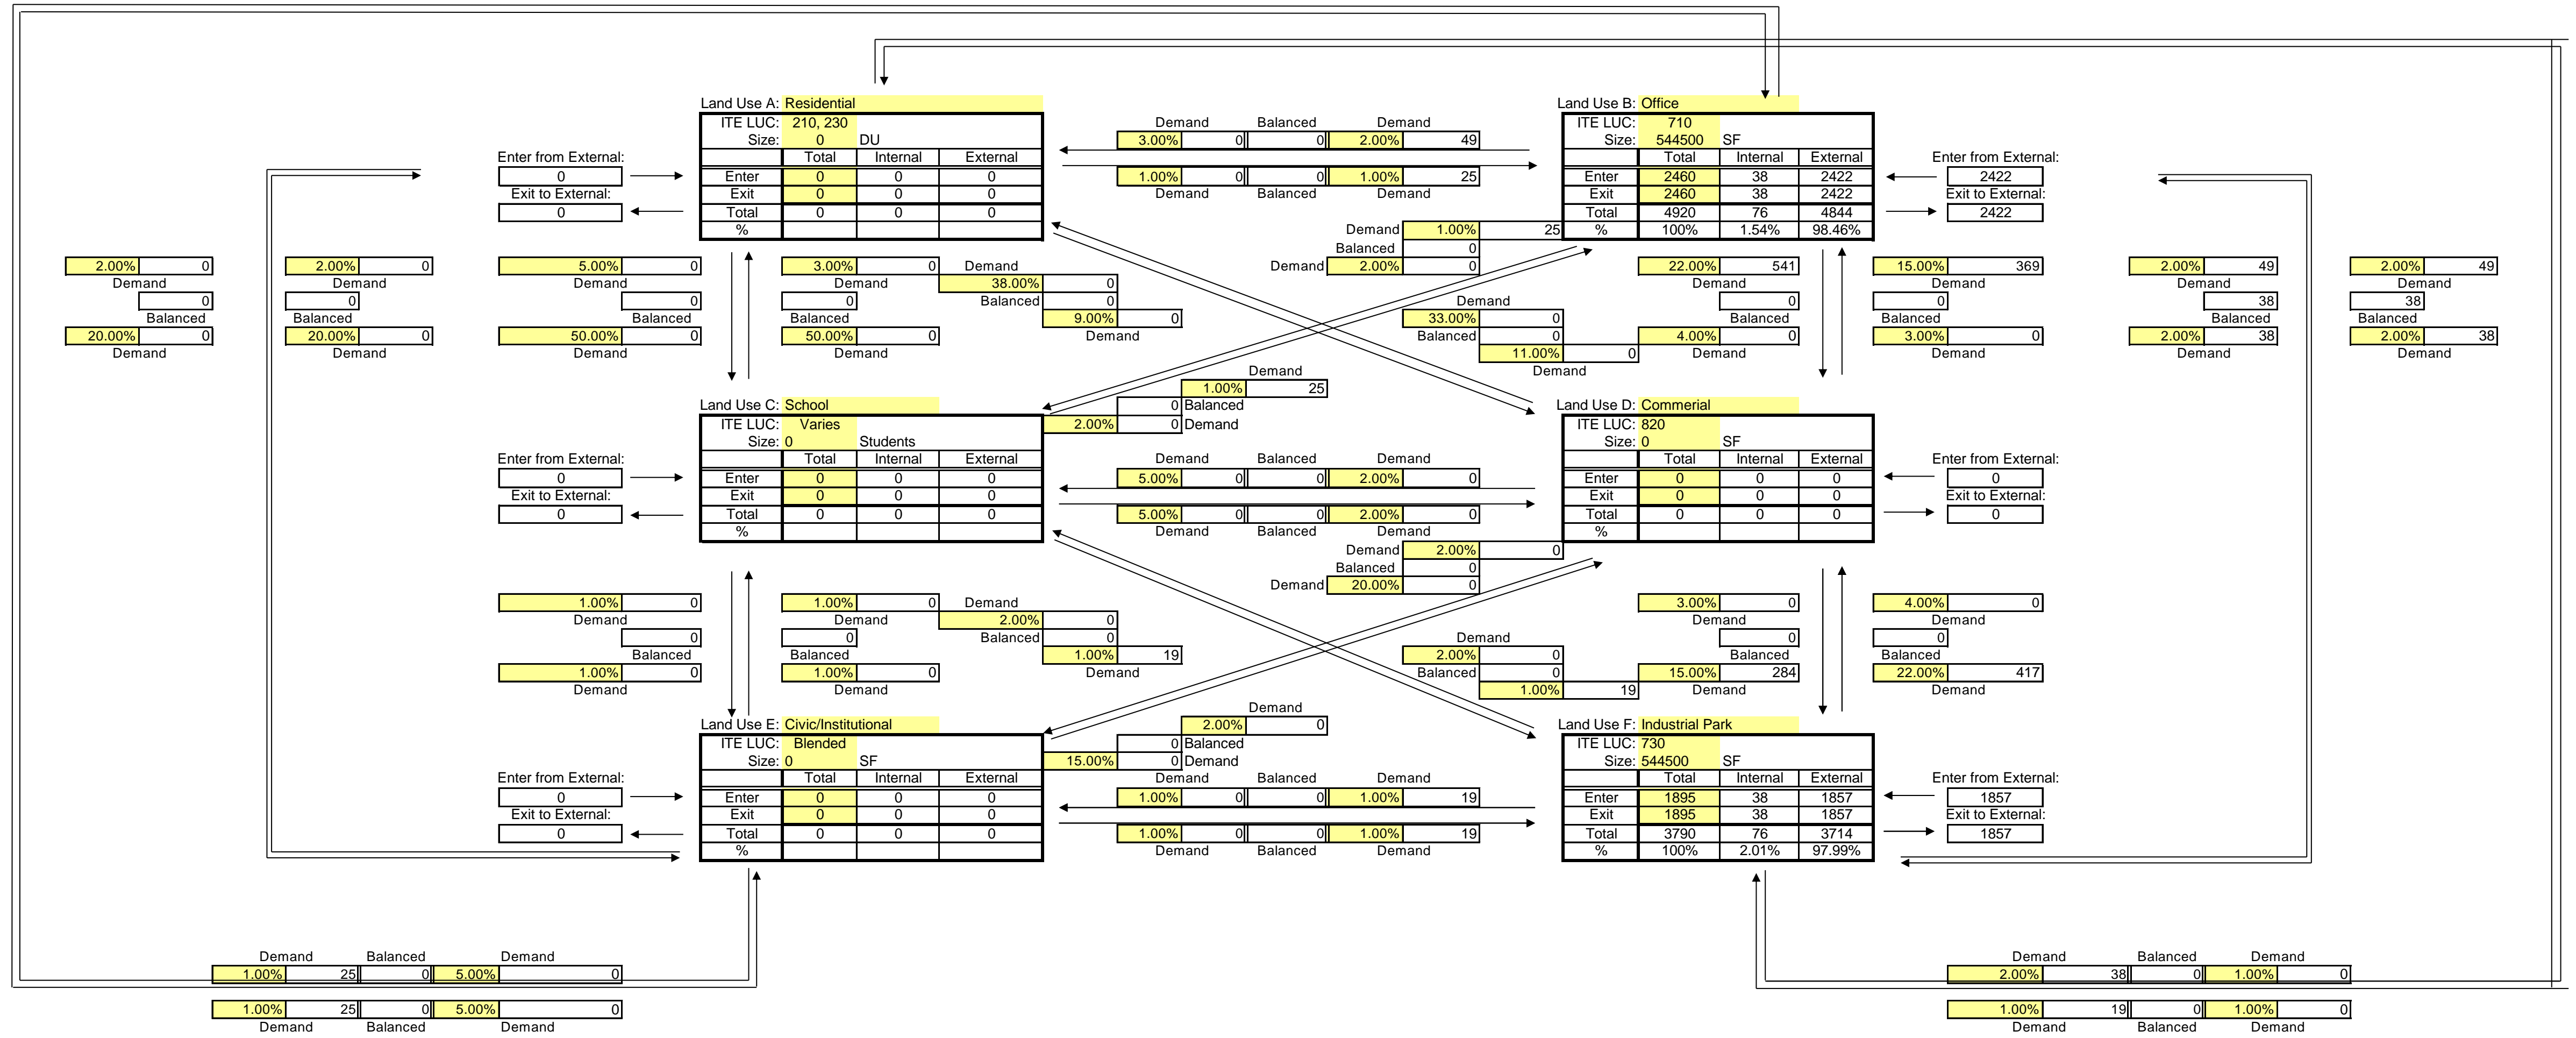 Land Use A: Residential
Land Use B: Office
ITE LUC: 210, 230
Demand Balanced Demand
ITE LUC: 710
Size: 0 DU
3.00% 0 0 2.00% 49
Size: 544500 SF
Enter from External:
Total Internal External
Total Internal External
Enter from External:
0
Enter 0 0 0
1.00% 0 0 1.00% 25
Enter 2460 38 2422
2422
Exit to External:
Exit 0 0 0
Demand Balanced Demand
Exit 2460 38 2422
Exit to External:
0
Total 0 0 0
Total 4920 76 4844
2422
%
Demand 1.00% 25
% 100% 1.54% 98.46%
Balanced 0
Demand 2.00% 0
2.00% 0 2.00% 0 5.00% 0 3.00% 0 Demand
22.00% 541 15.00% 369 2.00% 49 2.00% 49
Demand Demand Demand Demand 38.00% 0
Demand Demand Demand Demand
0 0 0 0 Balanced 0
Demand
0 0 38 38
Balanced Balanced Balanced Balanced 9.00% 0
33.00% 0
Balanced Balanced Balanced Balanced
20.00% 0 20.00% 0 50.00% 0 50.00% 0 Demand
Balanced 0
4.00% 0 3.00% 0 2.00% 38 2.00% 38
Demand Demand Demand Demand
11.00% 0
Demand Demand Demand Demand
Demand
Demand
1.00% 25
Land Use C: School
0 Balanced
Land Use D: Commerial
ITE LUC: Varies
2.00% 0 Demand
ITE LUC: 820
Size: 0 Students
Size: 0 SF
Enter from External:
Total Internal External
Demand Balanced Demand
Total Internal External
Enter from External:
0
Enter 0 0 0
5.00% 0 0 2.00% 0
Enter 0 0 0
0
Exit to External:
Exit 0 0 0
Exit 0 0 0
Exit to External:
0
Total 0 0 0
5.00% 0 0 2.00% 0
Total 0 0 0
0
%
Demand Balanced Demand
%
Demand 2.00% 0
Balanced 0
Demand 20.00% 0
1.00% 0 1.00% 0 Demand
3.00% 0 4.00% 0
Demand Demand 2.00% 0
Demand Demand
0 0 Balanced 0
Demand
0 0
Balanced Balanced 1.00% 19
2.00% 0
Balanced Balanced
1.00% 0 1.00% 0 Demand
Balanced 0
15.00% 284 22.00% 417
Demand Demand
1.00% 19
Demand Demand
Demand
Land Use E: Civic/Institutional
2.00% 0
Land Use F: Industrial Park
ITE LUC: Blended
0 Balanced
ITE LUC: 730
Size: 0 SF
15.00% 0 Demand
Size: 544500 SF
Enter from External:
Total Internal External
Demand Balanced Demand
Total Internal External
Enter from External:
0
Enter 0 0 0
1.00% 0 0 1.00% 19
Enter 1895 38 1857
1857
Exit to External:
Exit 0 0 0
Exit 1895 38 1857
Exit to External:
0
Total 0 0 0
1.00% 0 0 1.00% 19
Total 3790 76 3714
1857
%
Demand Balanced Demand
% 100% 2.01% 97.99%
Demand Balanced Demand
Demand Balanced Demand
1.00% 25 0 5.00% 0
2.00% 38 0 1.00% 0
1.00% 25 0 5.00% 0
1.00% 19 0 1.00% 0
Demand Balanced Demand
Demand Balanced Demand